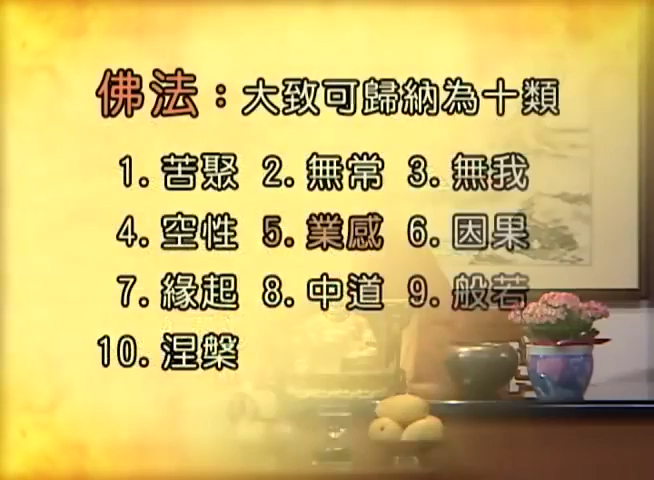 佛法：大致可歸納為十類
1.苦聚 2.無常 3.無我
4.空性 5.業感 6.因果
7.緣起 8.中道 9.般若
10.涅槃